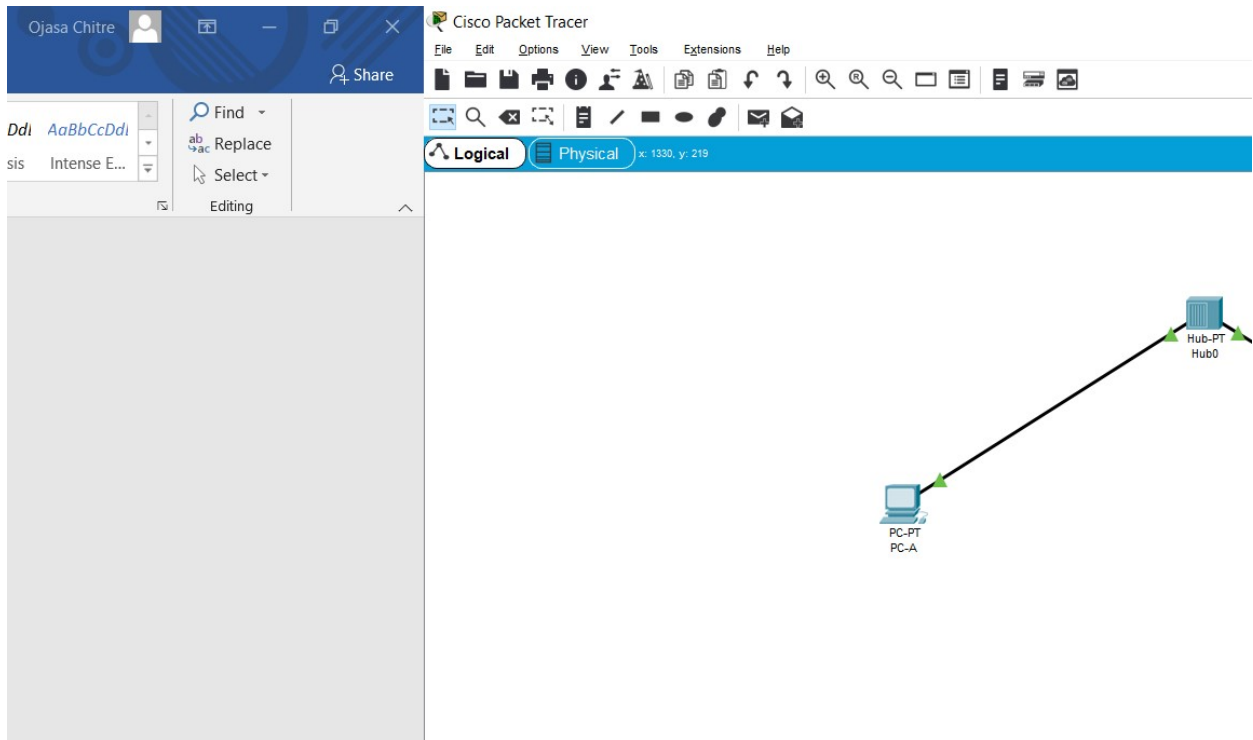 Ojasa Chitre
Share
Find
Replace
Select
Editing
DdI AaBbCcDdI
sis Intense E...
Cisco Packet Tracer
File Edit Options View Tools Extensions Help
Logical Physical x: 1330, y: 219
Hub-PT
Hub0
PC-PT
PC-A